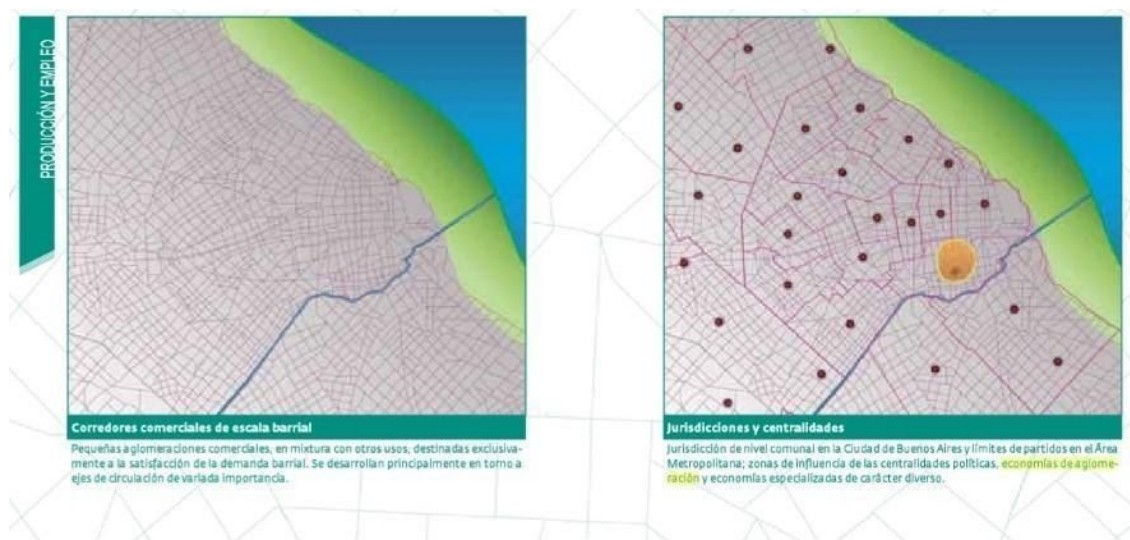 PRODUCCIÓN Y EMPLEO
Corredores comerciales de escala barrial
Pequeñas aglomeraciones comerciales, en mixtura con otros usos, destinadas exclusiva-
mente a la satisfacción de la demanda barrial. Se desarrollan principalmente en torno a
ejes de circulación de variada importancia.
Jurisdicciones y centralidades
Jurisdicción de nivel comunal en la Ciudad de Buenos Aires y límites de partidos en el Área
Metropolitana; zonas de influencia de las centralidades políticas, economías de aglome-
ración y economías especializadas de carácter diverso.